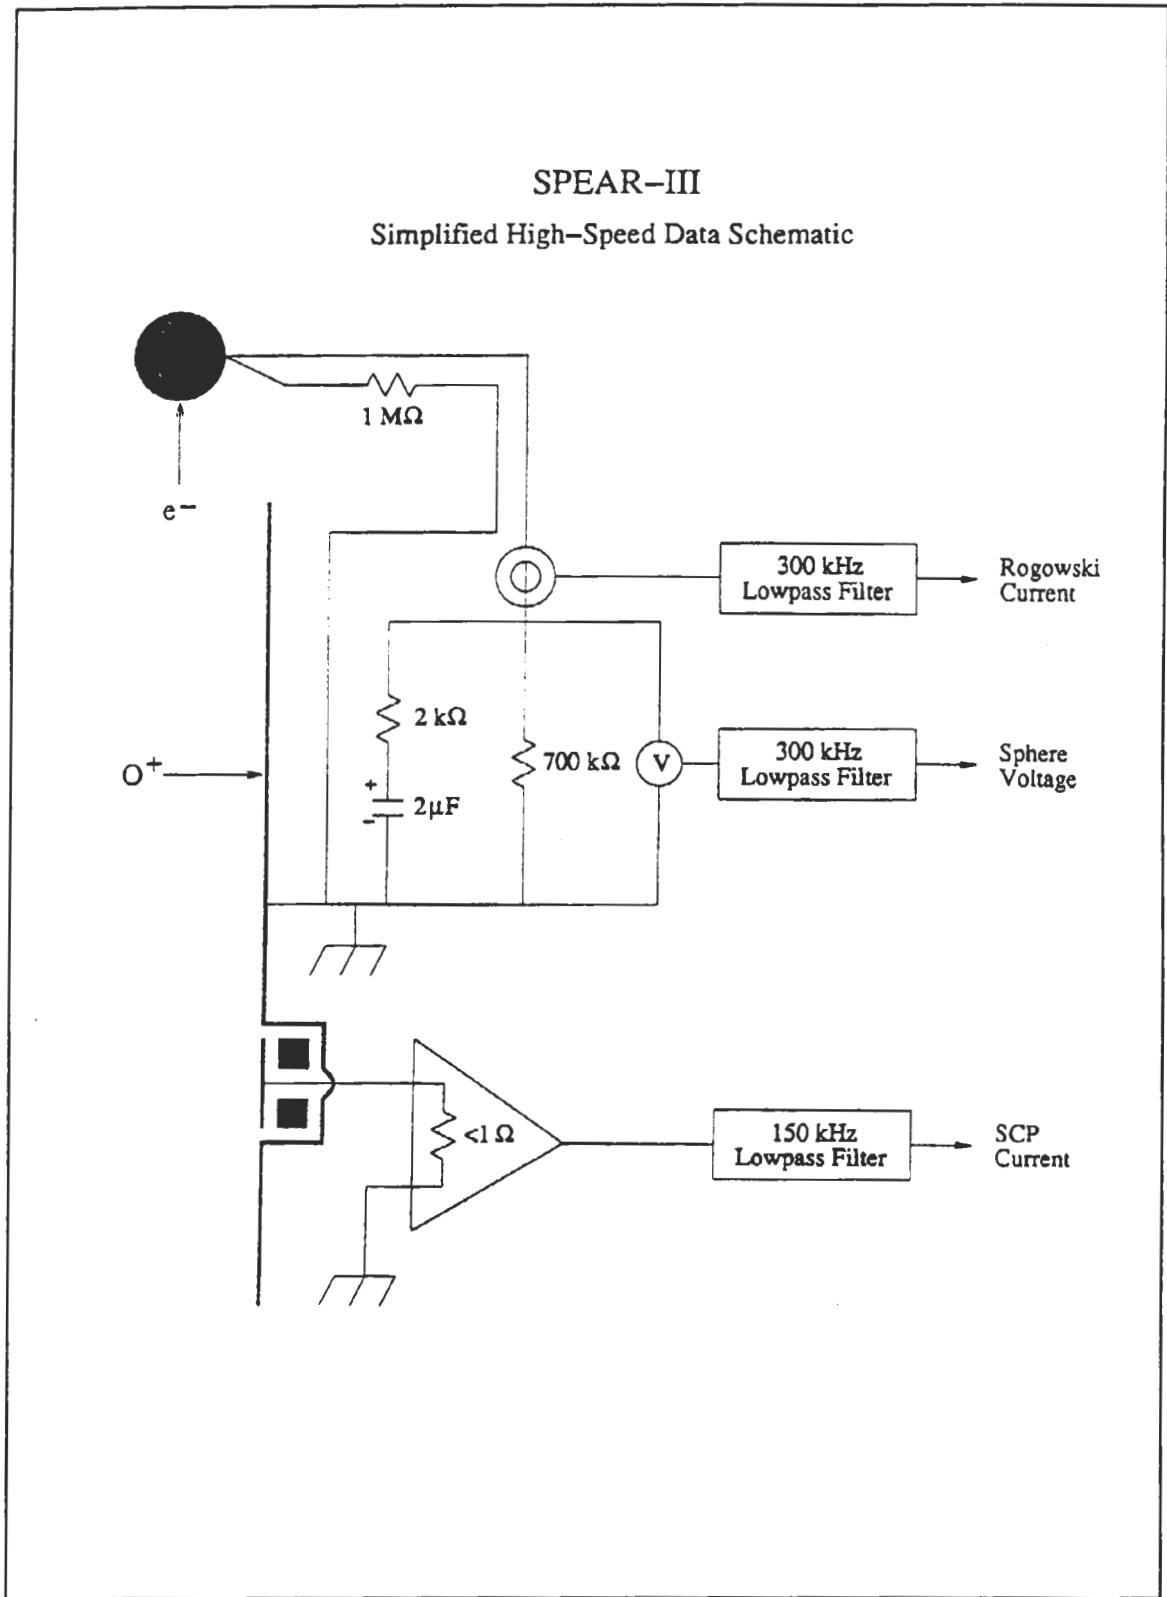 SPEAR–III
Simplified High–Speed Data Schematic
1 MΩ
e−
300 kHz
Lowpass Filter
Rogowski
Current
2 kΩ
700 kΩ
V
300 kHz
Lowpass Filter
Sphere
Voltage
O+
+
−
2μF
<1 Ω
150 kHz
Lowpass Filter
SCP
Current